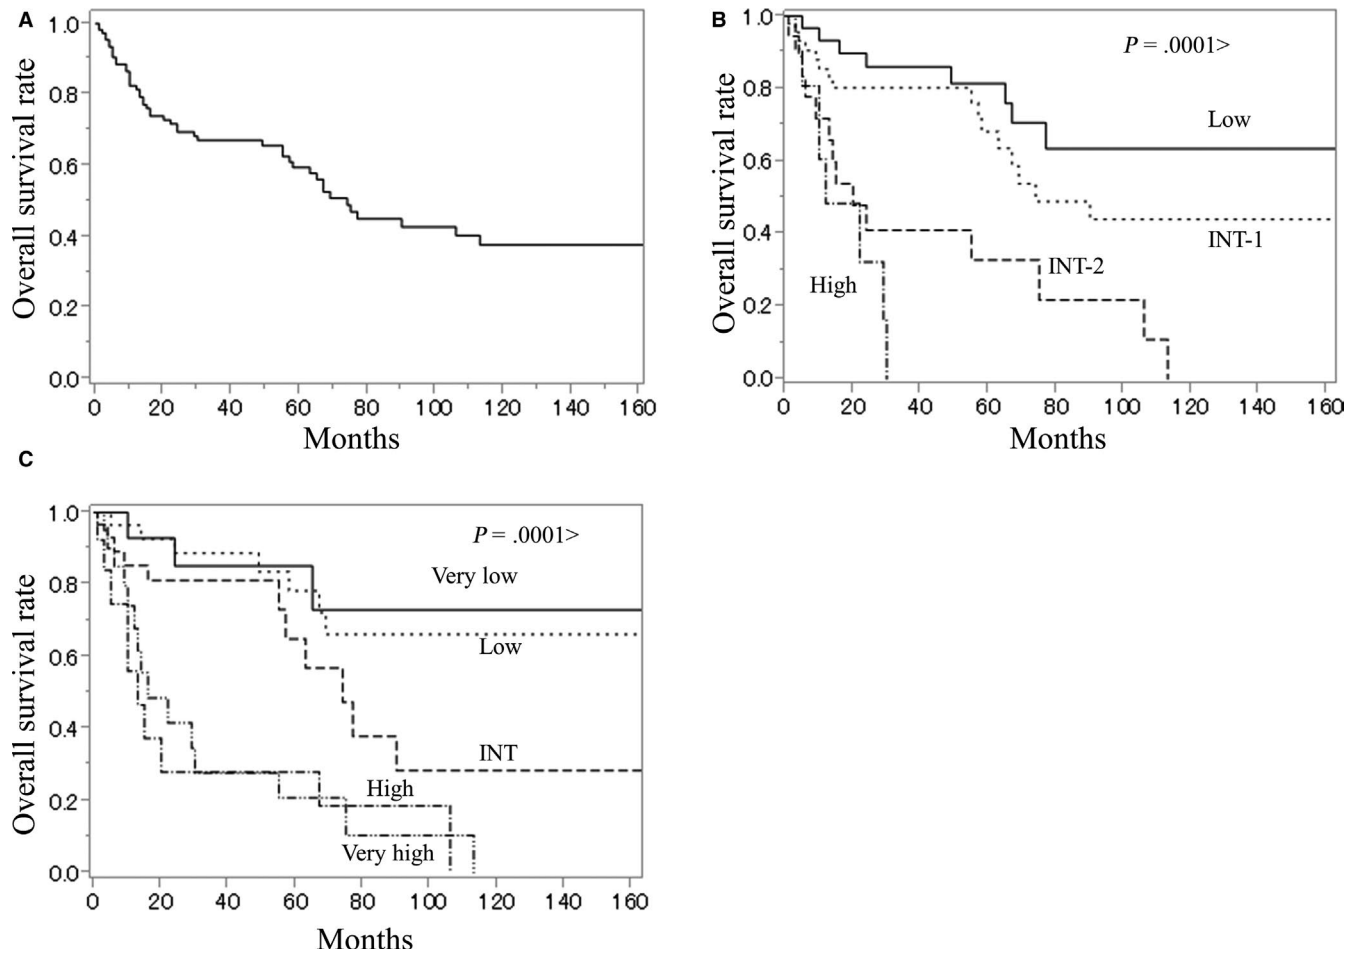 A
Overall survival rate
1.0
0.8
0.6
0.4
0.2
0.0
0 20 40 60 80 100 120 140 160
Months
B
Overall survival rate
1.0
0.8
0.6
0.4
0.2
0.0
P = .0001>
Low
INT-1
INT-2
High
0 20 40 60 80 100 120 140 160
Months
C
Overall survival rate
1.0
0.8
0.6
0.4
0.2
0.0
P = .0001>
Very low
Low
INT
High
Very high
0 20 40 60 80 100 120 140 160
Months